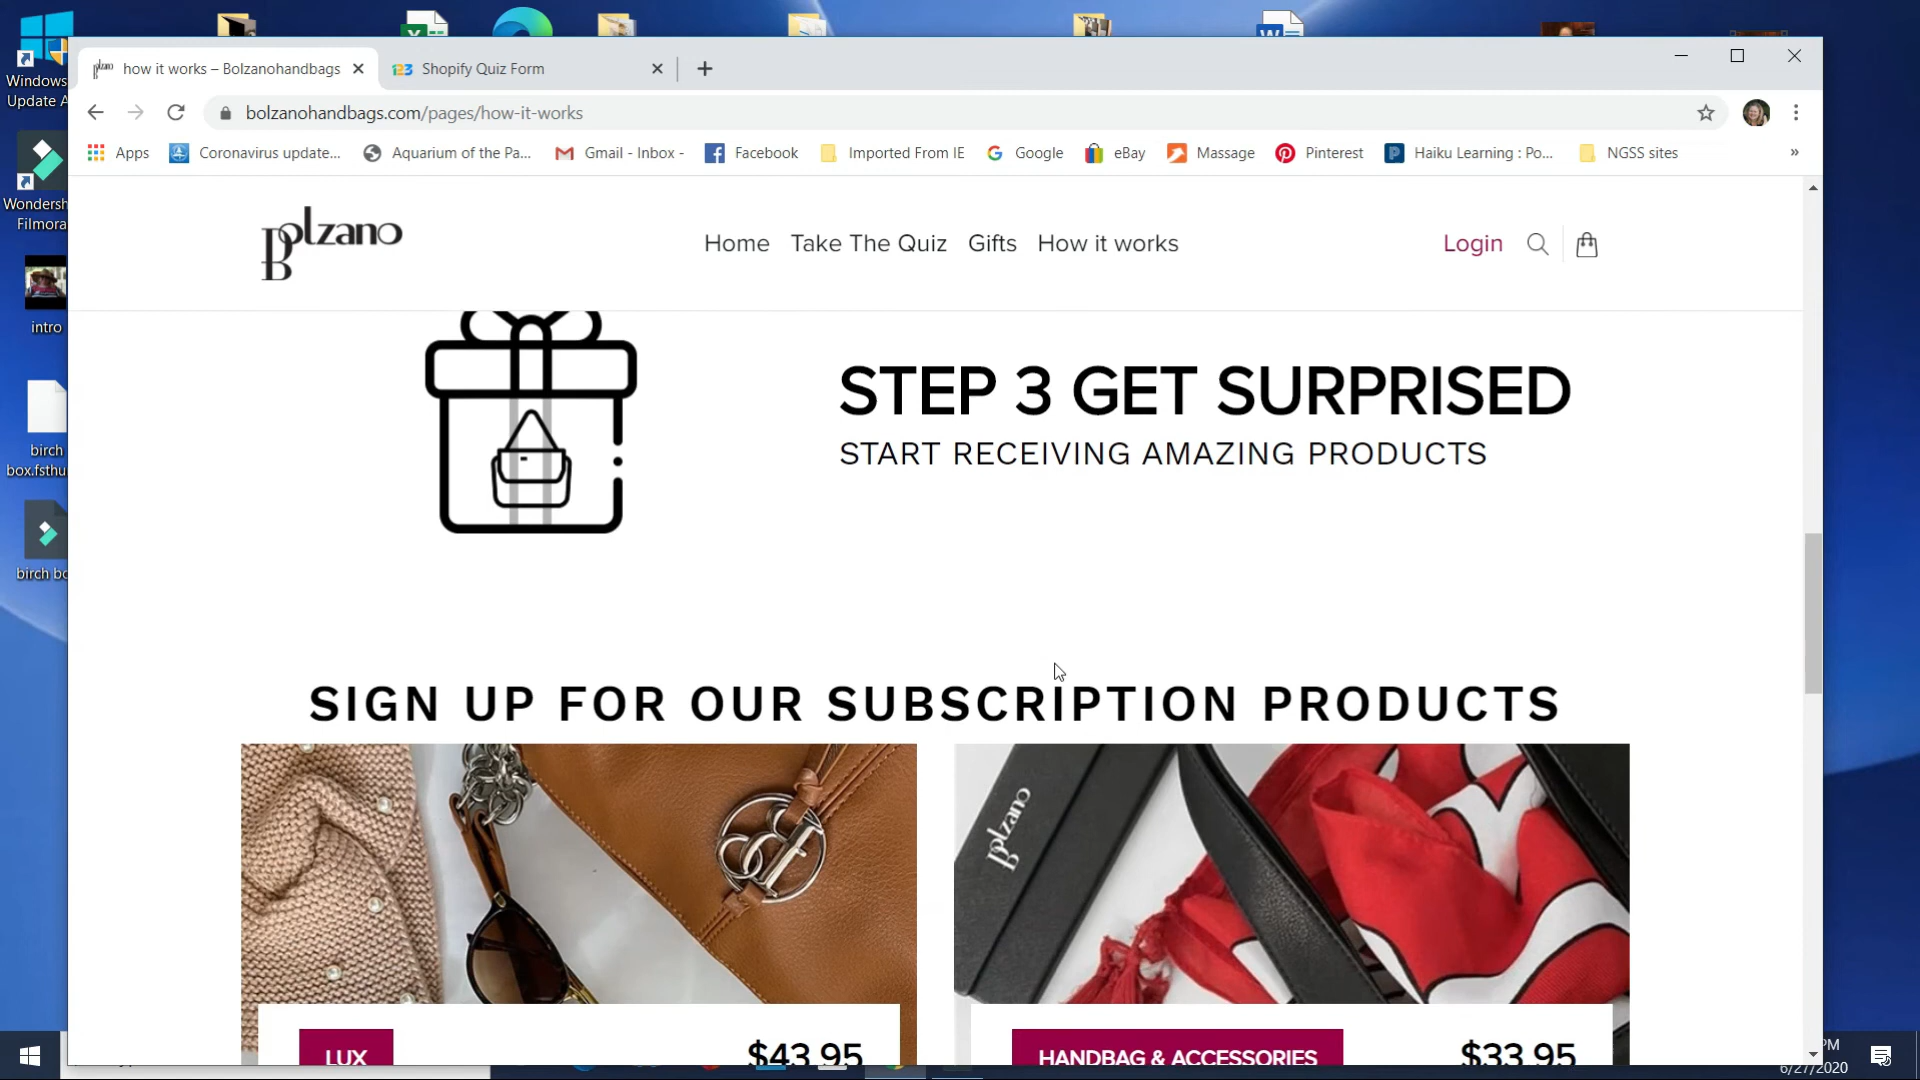 Windows
Update A
Wondersh
Filmora
intro
birch
box.fsthu
birch bo
how it works – Bolzanohandbags
123 Shopify Quiz Form
bolzanohandbags.com/pages/how-it-works
Apps
Coronavirus update...
Aquarium of the Pa...
Gmail - Inbox -
Facebook
Imported From IE
Google
eBay
Massage
Pinterest
Haiku Learning : Po...
NGSS sites
»
Bolzano
Home
Take The Quiz
Gifts
How it works
Login
STEP 3 GET SURPRISED
START RECEIVING AMAZING PRODUCTS
SIGN UP FOR OUR SUBSCRIPTION PRODUCTS
Bolzano
LUX
$43.95
HANDBAG & ACCESSORIES
$33.95
PM
6/27/2020